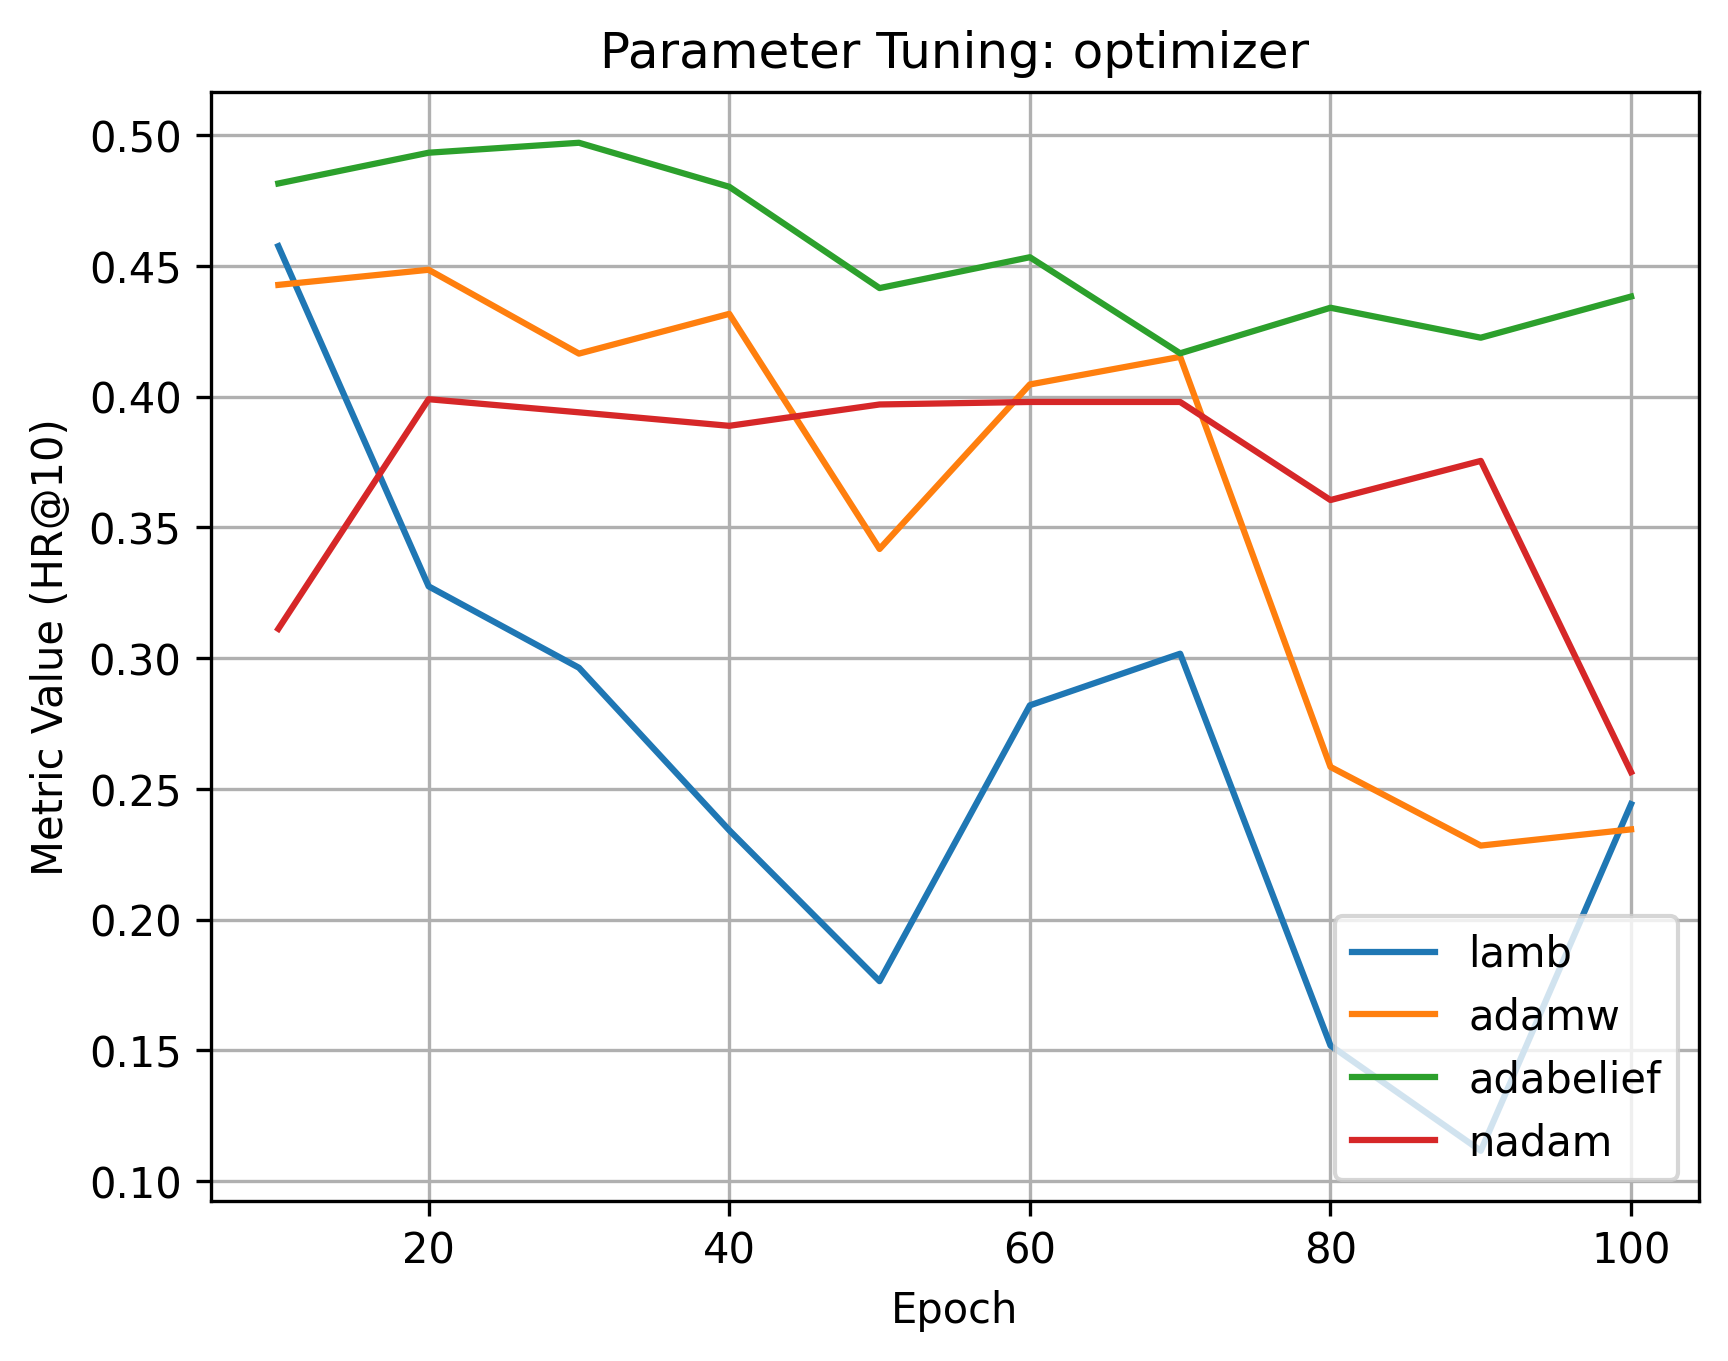 Parameter Tuning: optimizer
Metric Value (HR@10)
0.50
0.45
0.40
0.35
0.30
0.25
0.20
0.15
0.10
lamb
adamw
adabelief
nadam
20 40 60 80 100
Epoch